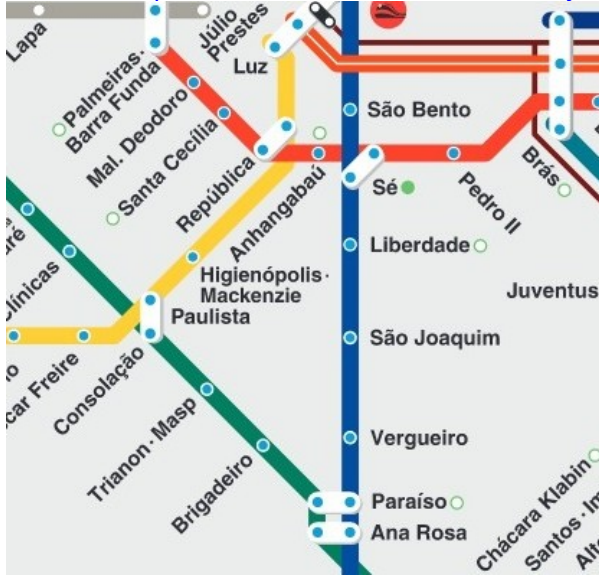 Lapa
Júlio
Prestes
Luz
Palmeiras·
Barra Funda
Mal. Deodoro
Santa Cecília
República
Anhangabaú
São Bento
Sé
Pedro II
Brás
Liberdade
Higienópolis·
Mackenzie
Paulista
Juventus
Clínicas
São Joaquim
Consolação
Trianon·Masp
Brigadeiro
Vergueiro
Paraíso
Ana Rosa
Chácara Klabin